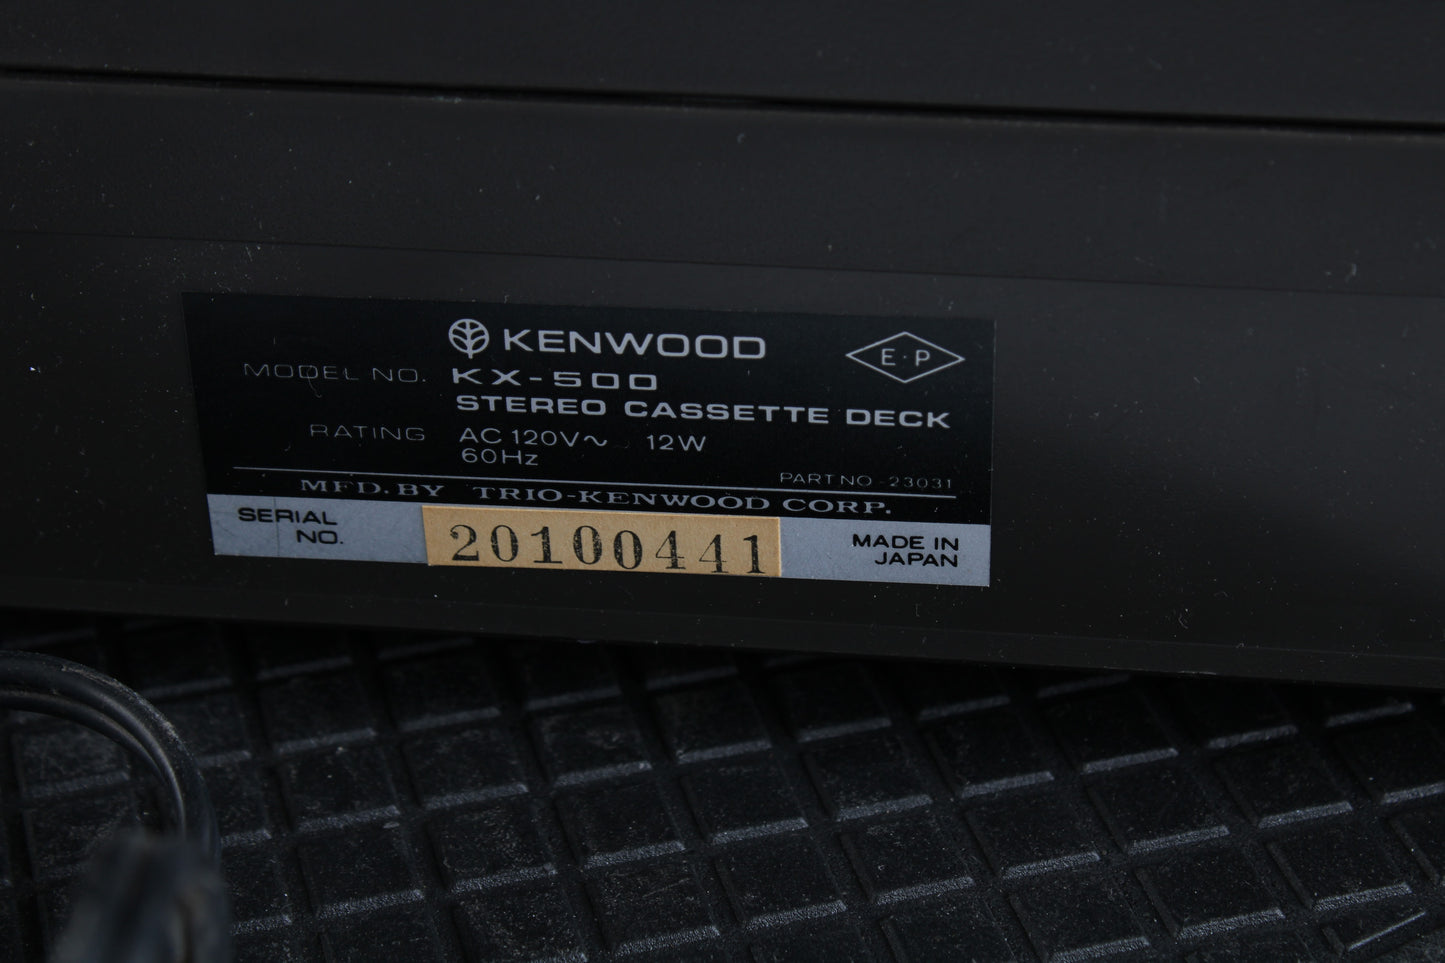 KENWOOD
E·P
MODEL NO. KX-500
STEREO CASSETTE DECK
RATING AC 120V~ 12W
60Hz
PART NO-23031
MFD. BY TRIO-KENWOOD CORP.
SERIAL NO. 20100441
MADE IN JAPAN